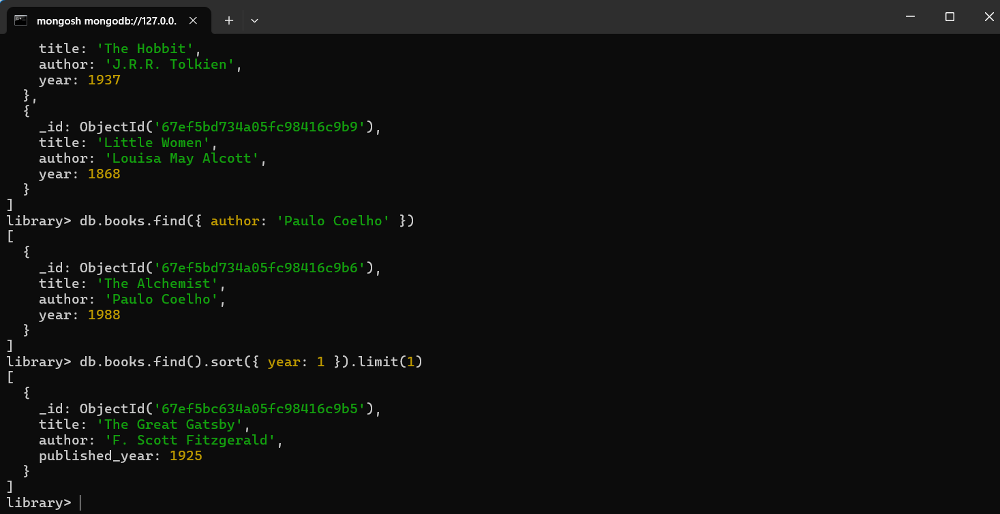 mongosh mongodb://127.0.0.
    title: 'The Hobbit',
    author: 'J.R.R. Tolkien',
    year: 1937
  },
  {
    _id: ObjectId('67ef5bd734a05fc98416c9b9'),
    title: 'Little Women',
    author: 'Louisa May Alcott',
    year: 1868
  }
]
library> db.books.find({ author: 'Paulo Coelho' })
[
  {
    _id: ObjectId('67ef5bd734a05fc98416c9b6'),
    title: 'The Alchemist',
    author: 'Paulo Coelho',
    year: 1988
  }
]
library> db.books.find().sort({ year: 1 }).limit(1)
[
  {
    _id: ObjectId('67ef5bc634a05fc98416c9b5'),
    title: 'The Great Gatsby',
    author: 'F. Scott Fitzgerald',
    published_year: 1925
  }
]
library>